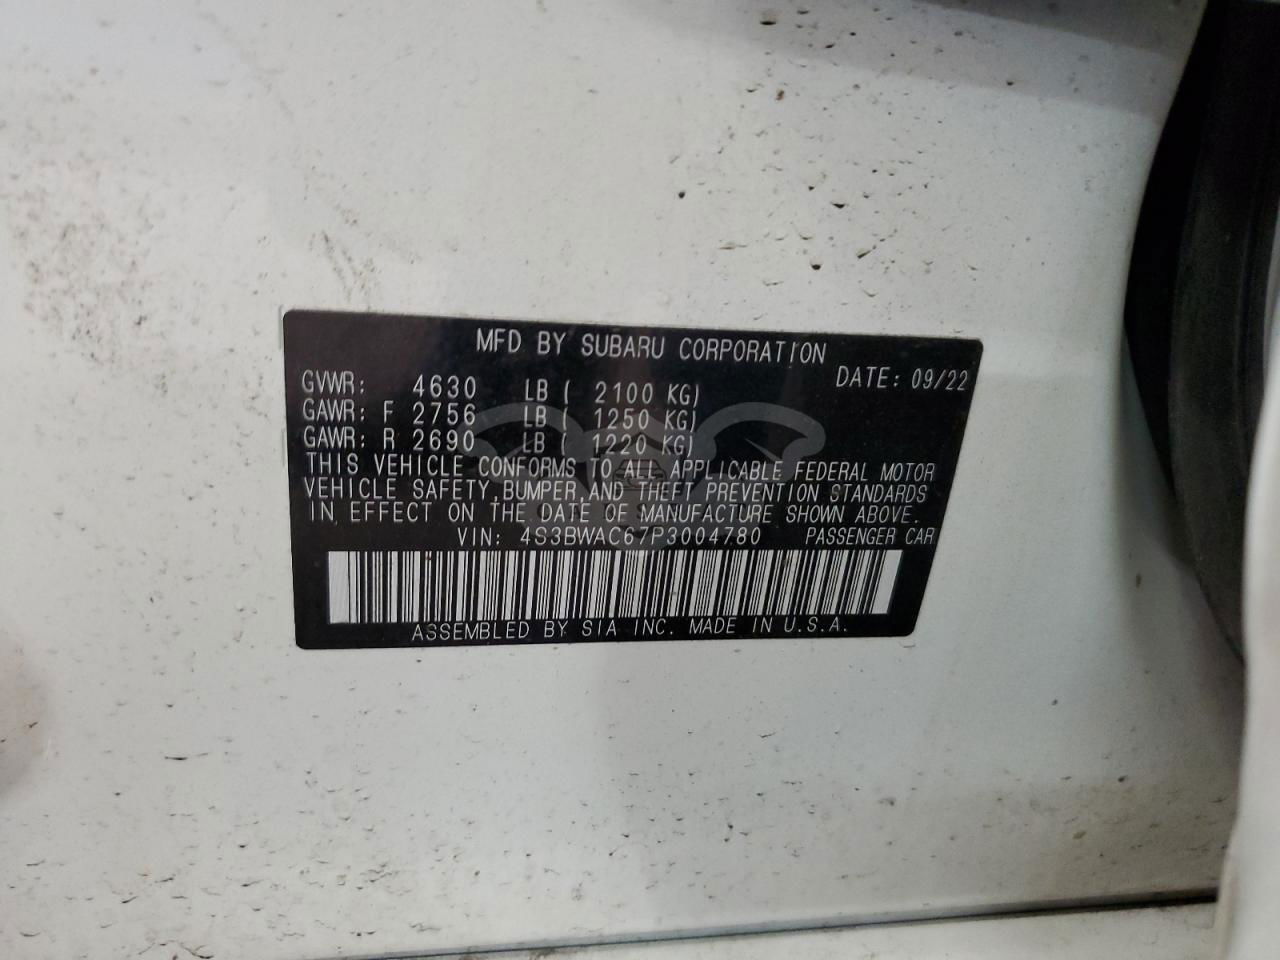 MFD BY SUBARU CORPORATION
DATE: 09/22
GVWR: 4630 LB ( 2100 KG)
GAWR: F 2756 LB ( 1250 KG)
GAWR: R 2690 LB ( 1220 KG)
THIS VEHICLE CONFORMS TO ALL APPLICABLE FEDERAL MOTOR
VEHICLE SAFETY, BUMPER, AND THEFT PREVENTION STANDARDS
IN EFFECT ON THE DATE OF MANUFACTURE SHOWN ABOVE.
VIN: 4S3BWAC67P3004780 PASSENGER CAR
ASSEMBLED BY SIA INC. MADE IN U.S.A.